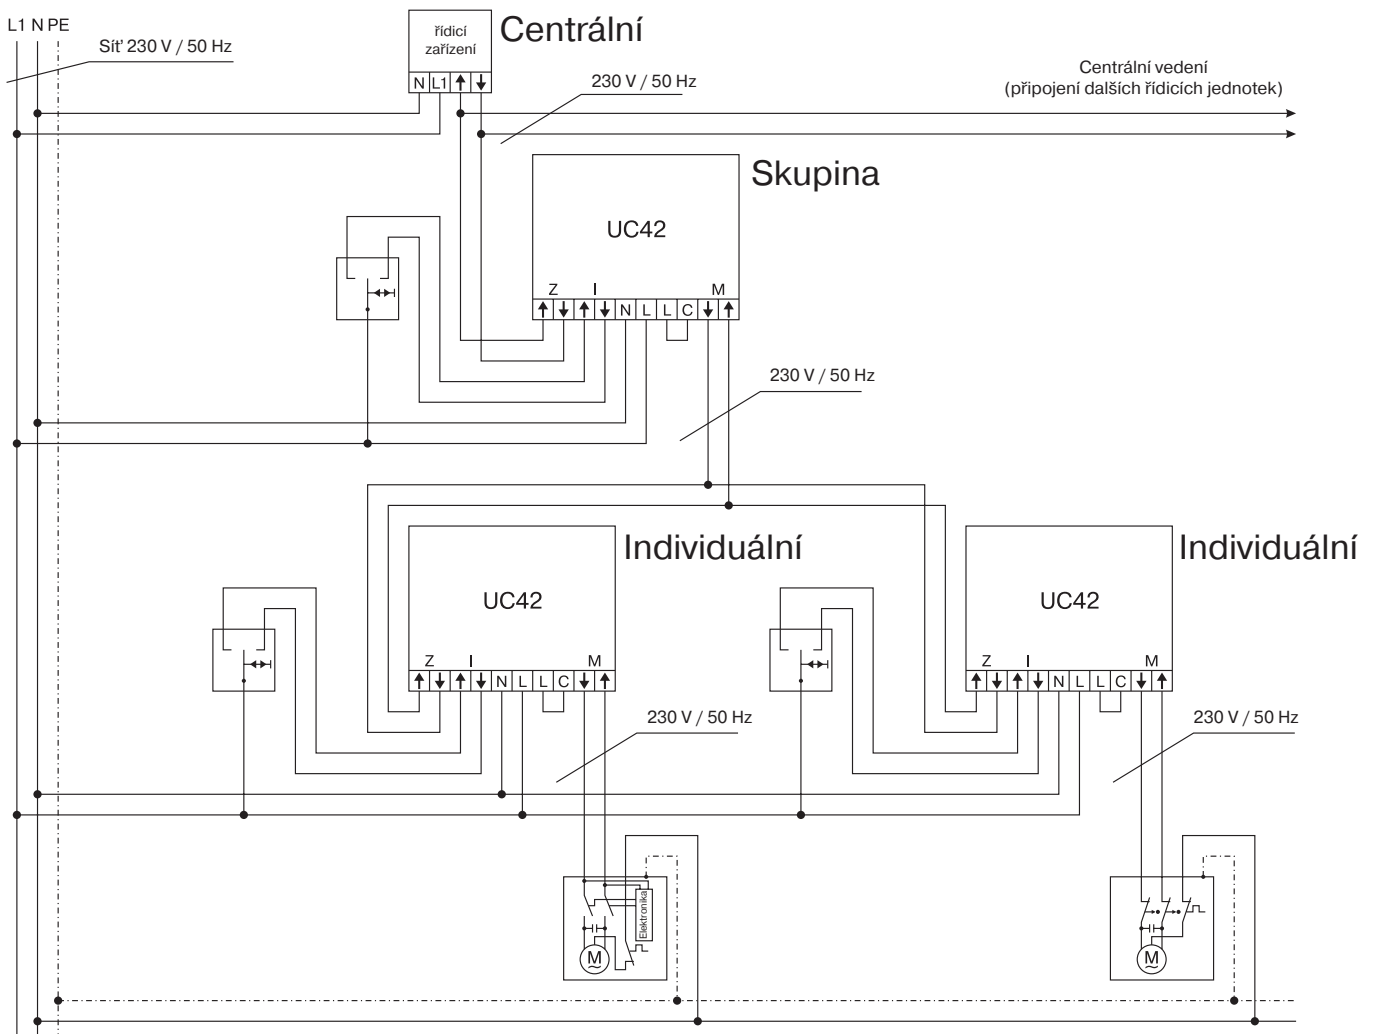 L1 N PE
Síť 230 V / 50 Hz
řídicí
zařízení
N L1
Centrální
230 V / 50 Hz
Centrální vedení
(připojení dalších řídicích jednotek)
Skupina
UC42
Z I M
N L L C
230 V / 50 Hz
Individuální
UC42
Z I M
N L L C
230 V / 50 Hz
Individuální
UC42
Z I M
N L L C
230 V / 50 Hz
Elektronika
M
M